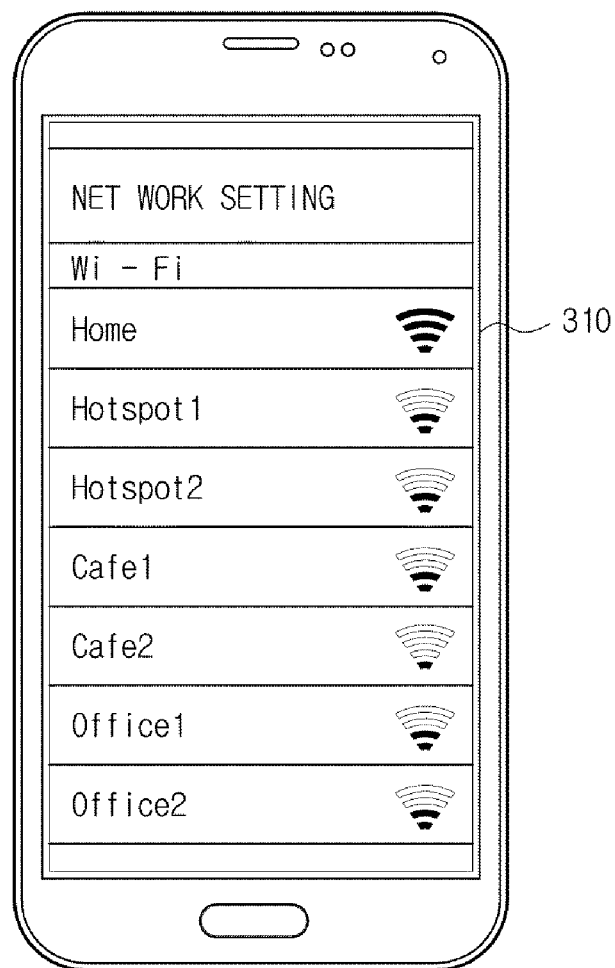 NET WORK SETTING
Wi - Fi
Home
310
Hotspot1
Hotspot2
Cafe1
Cafe2
Office1
Office2